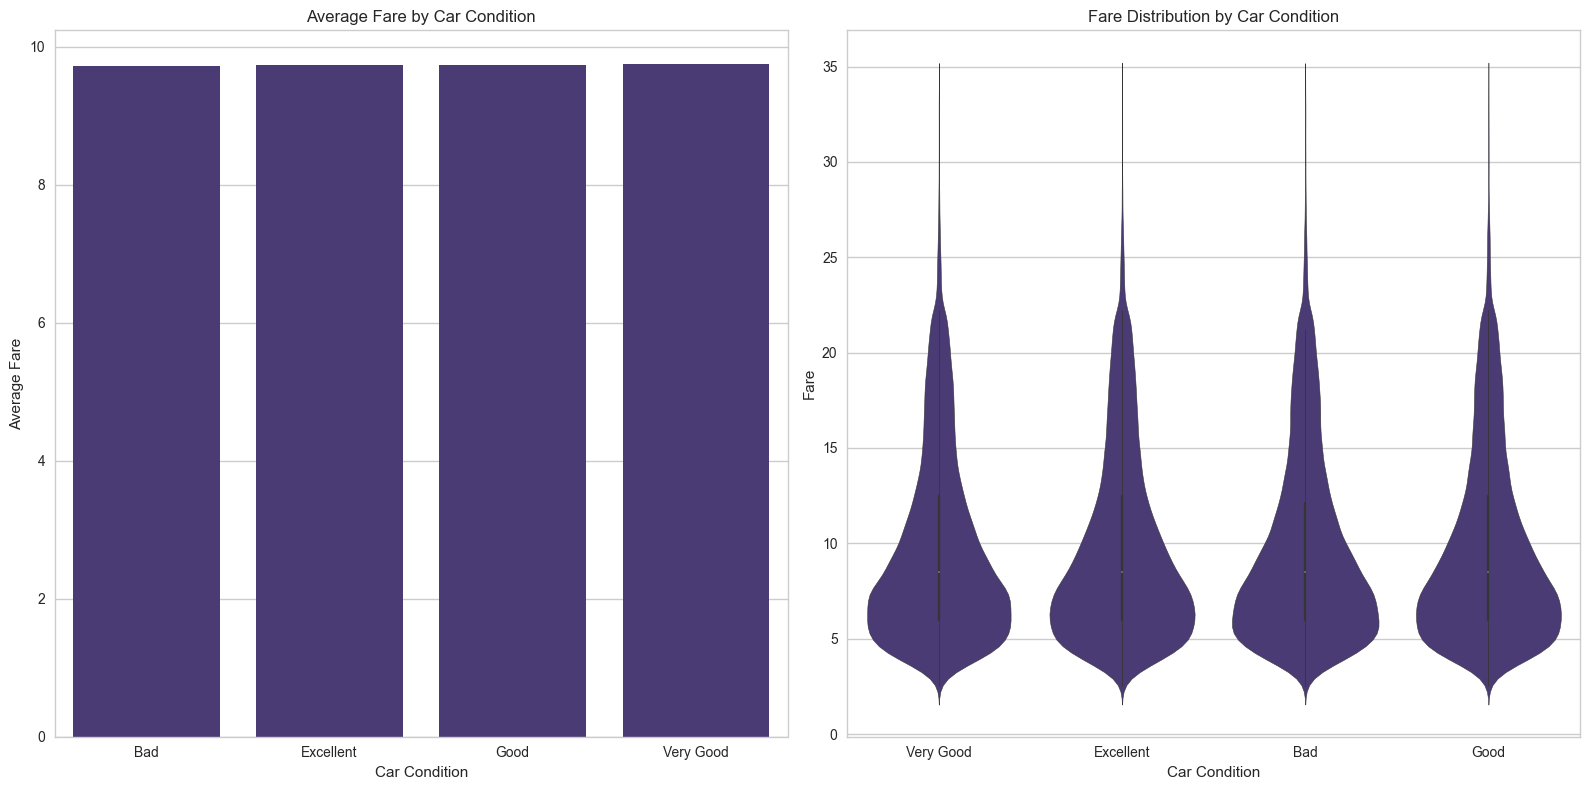 Average Fare by Car Condition
10
8
6
4
2
0
Average Fare
Bad
Excellent
Good
Very Good
Car Condition
Fare Distribution by Car Condition
35
30
25
20
15
10
5
0
Fare
Very Good
Excellent
Bad
Good
Car Condition